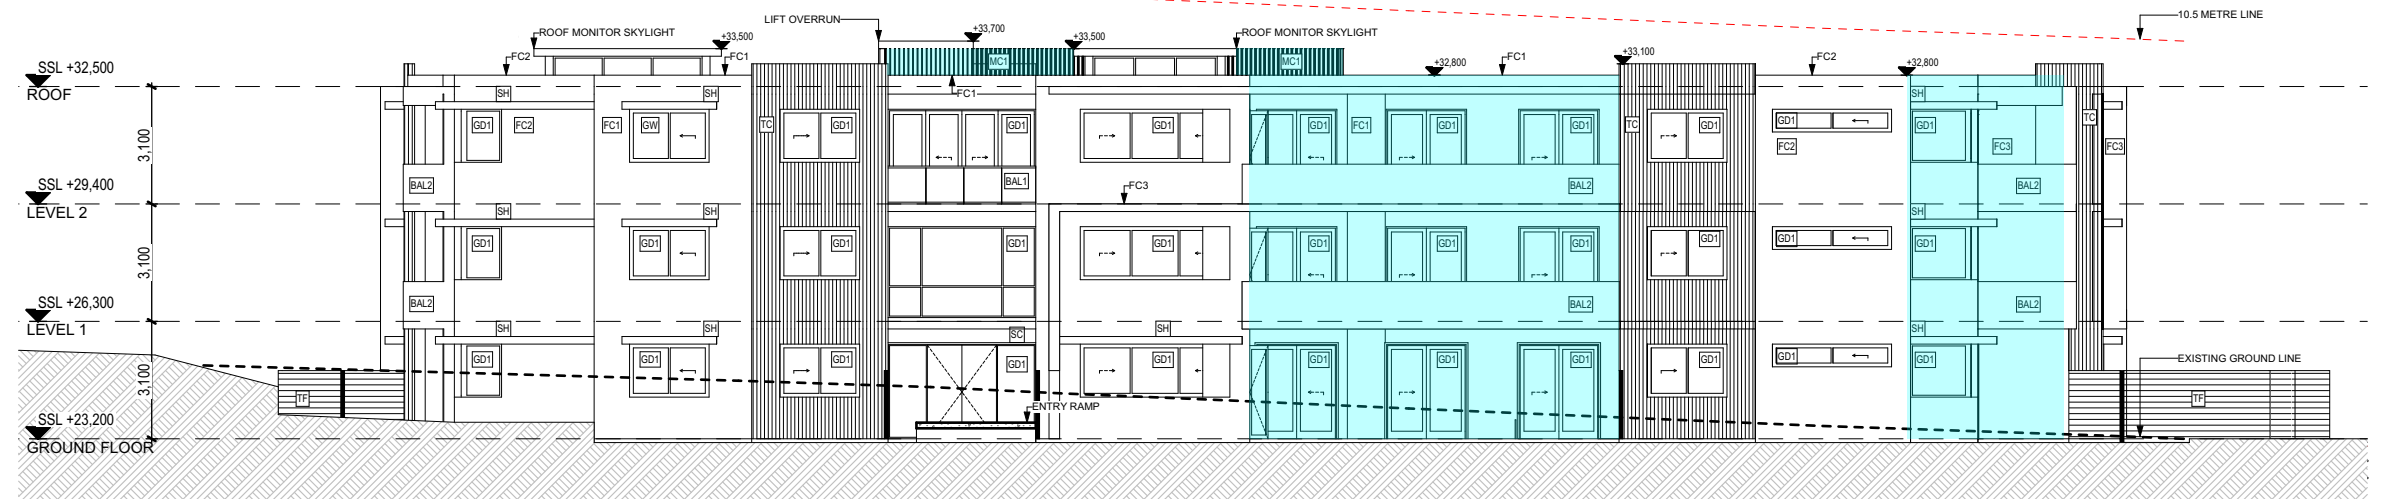 10.5 METRE LINE
LIFT OVERRUN
+33,700
ROOF MONITOR SKYLIGHT
+33,500
+33,500
ROOF MONITOR SKYLIGHT
FC2
FC1
MC1
MC1
+33,100
FC1
FC2
+32,800
+32,800
SSL +32,500
ROOF
SH
SH
FC1
SH
GD1
FC2
FC1
GW
TC
GD1
GD1
GD1
GD1
FC1
GD1
GD1
TC
GD1
GD1
FC2
GD1
FC3
TC
FC3
3,100
SSL +29,400
LEVEL 2
BAL2
BAL1
FC3
BAL2
BAL2
SH
SH
SH
GD1
GD1
GD1
GD1
GD1
GD1
GD1
GD1
GD1
GD1
GD1
3,100
SSL +26,300
LEVEL 1
BAL2
BAL2
BAL2
SH
SH
SC
SH
SH
GD1
GD1
GD1
GD1
GD1
GD1
GD1
GD1
GD1
GD1
GD1
EXISTING GROUND LINE
3,100
TF
ENTRY RAMP
TF
SSL +23,200
GROUND FLOOR